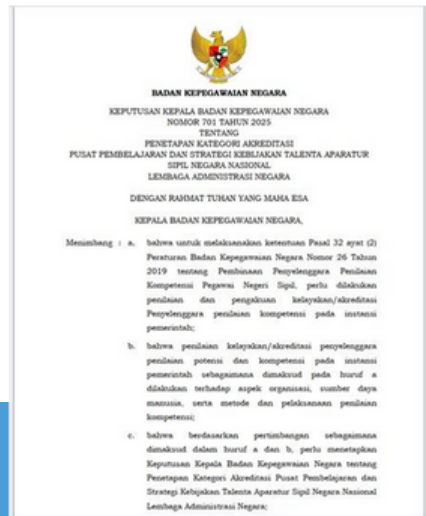 BADAN KEPEGAWAIAN NEGARA
KEPUTUSAN KEPALA BADAN KEPEGAWAIAN NEGARA
NOMOR 701 TAHUN 2025
TENTANG
PENETAPAN KATEGORI AKREDITASI
PUSAT PEMBELAJARAN DAN STRATEGI KEBIJAKAN TALENTA APARATUR
SIPIL NEGARA NASIONAL
LEMBAGA ADMINISTRASI NEGARA
DENGAN RAHMAT TUHAN YANG MAHA ESA
KEPALA BADAN KEPEGAWAIAN NEGARA,
Menimbang : a. bahwa untuk melaksanakan ketentuan Pasal 32 ayat (2)
Peraturan Badan Kepegawaian Negara Nomor 26 Tahun
2019 tentang Pembinaan Penyelenggara Penilaian
Kompetensi Pegawai Negeri Sipil, perlu dilakukan
penilaian dan pengakuan kelayakan/akreditasi
Penyelenggara penilaian kompetensi pada instansi
pemerintah;
b. bahwa penilaian kelayakan/akreditasi penyelenggara
penilaian potensi dan kompetensi pada instansi
pemerintah sebagaimana dimaksud pada huruf a
dilakukan terhadap aspek organisasi, sumber daya
manusia, serta metode dan pelaksanaan penilaian
kompetensi;
c. bahwa berdasarkan pertimbangan sebagaimana
dimaksud dalam huruf a dan b, perlu menetapkan
Keputusan Kepala Badan Kepegawaian Negara tentang
Penetapan Kategori Akreditasi Pusat Pembelajaran dan
Strategi Kebijakan Talenta Aparatur Sipil Negara Nasional
Lembaga Administrasi Negara;